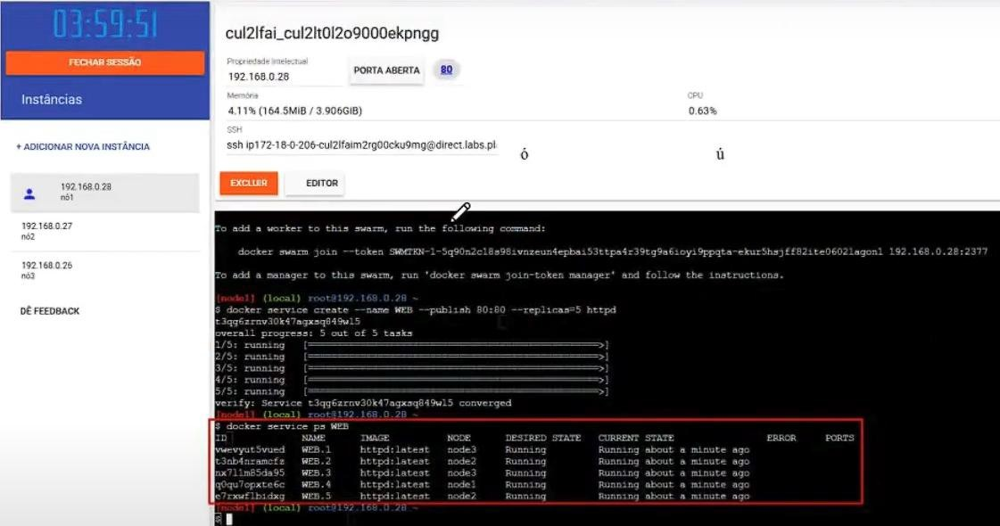 03:59:51
FECHAR SESSÃO
Instâncias
+ ADICIONAR NOVA INSTÂNCIA
192.168.0.28
nó1
192.168.0.27
nó2
192.168.0.26
nó3
DÊ FEEDBACK
cul2lfai_cul2lt0l2o9000ekpngg
Propriedade Intelectual
192.168.0.28
PORTA ABERTA
80
Memória
4.11% (164.5MiB / 3.906GiB)
CPU
0.63%
SSH
ssh ip172-18-0-206-cul2lfaim2rg00cku9mg@direct.labs.pl
ó ú
EXCLUIR
EDITOR
To add a worker to this swarm, run the following command:
docker swarm join --token SWMTKN-1-5q90n2c18s98ivnzeun4epbai53ttpa4r39tg9a6ioyi9ppqta-ekur5hsjff82ite0602lagon1 192.168.0.28:2377
To add a manager to this swarm, run 'docker swarm join-token manager' and follow the instructions.
[node1] (local) root@192.168.0.28 ~
$ docker service create --name WEB --publish 80:80 --replicas=5 httpd
t3qg6zrnv30k47agxsq849wl5
overall progress: 5 out of 5 tasks
1/5: running [==================================================>]
2/5: running [==================================================>]
3/5: running [==================================================>]
4/5: running [==================================================>]
5/5: running [==================================================>]
verify: Service t3qg6zrnv30k47agxsq849wl5 converged
[node1] (local) root@192.168.0.28 ~
$ docker service ps WEB
ID NAME IMAGE NODE DESIRED STATE CURRENT STATE ERROR PORTS
vwevyut5vued WEB.1 httpd:latest node3 Running Running about a minute ago
t3nb4nramcfz WEB.2 httpd:latest node2 Running Running about a minute ago
nx7l1m85da95 WEB.3 httpd:latest node3 Running Running about a minute ago
q0qu7opxte6c WEB.4 httpd:latest node1 Running Running about a minute ago
e7rxwflbidxg WEB.5 httpd:latest node2 Running Running about a minute ago
[node1] (local) root@192.168.0.28 ~
$